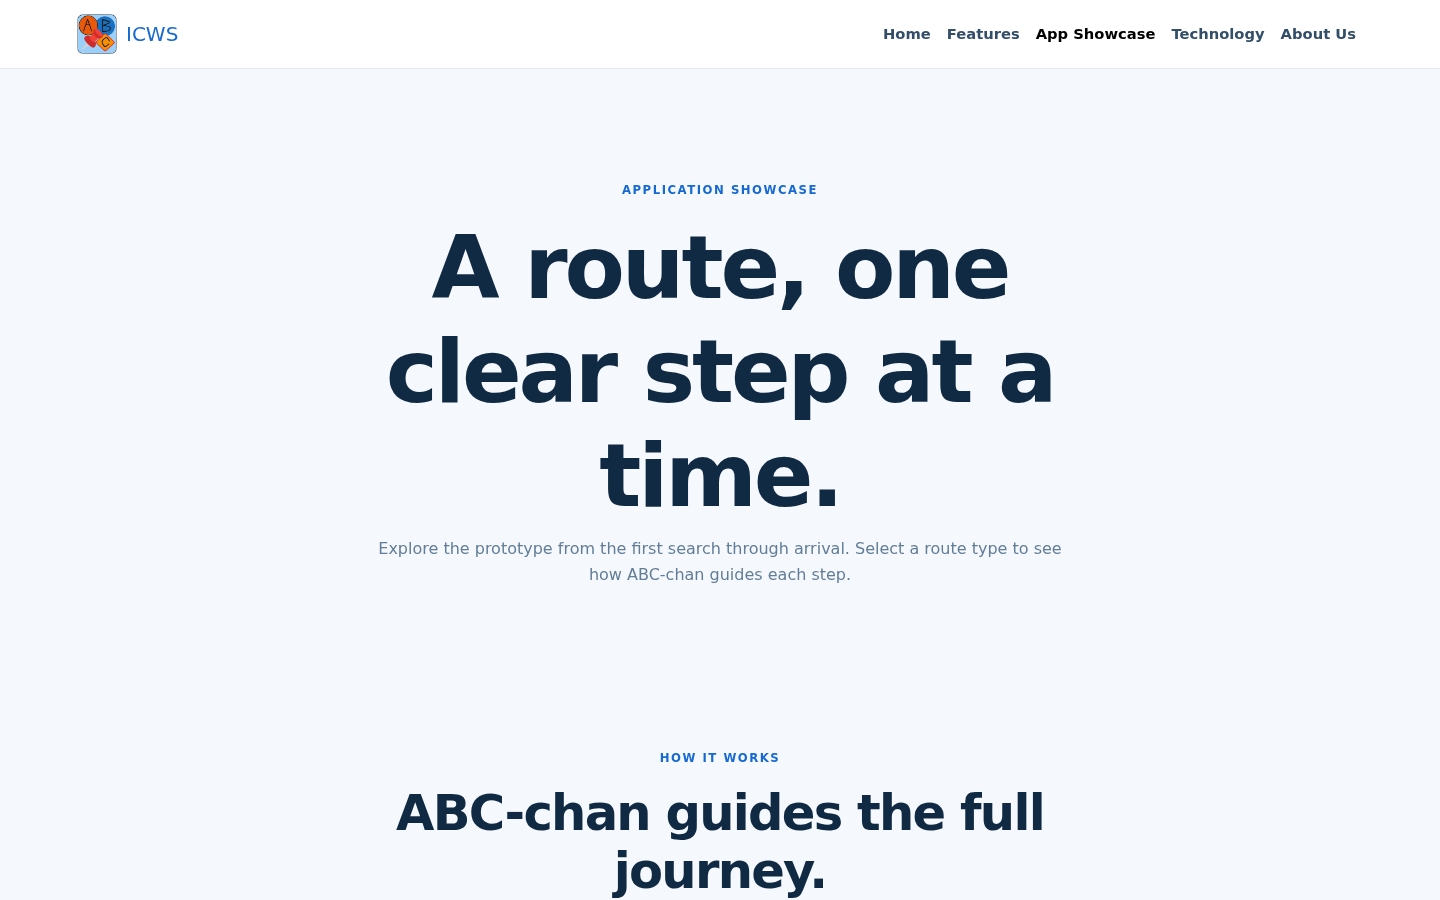 A B C
ICWS
Home Features App Showcase Technology About Us
APPLICATION SHOWCASE
A route, one
clear step at a
time.
Explore the prototype from the first search through arrival. Select a route type to see
how ABC-chan guides each step.
HOW IT WORKS
ABC-chan guides the full
journey.